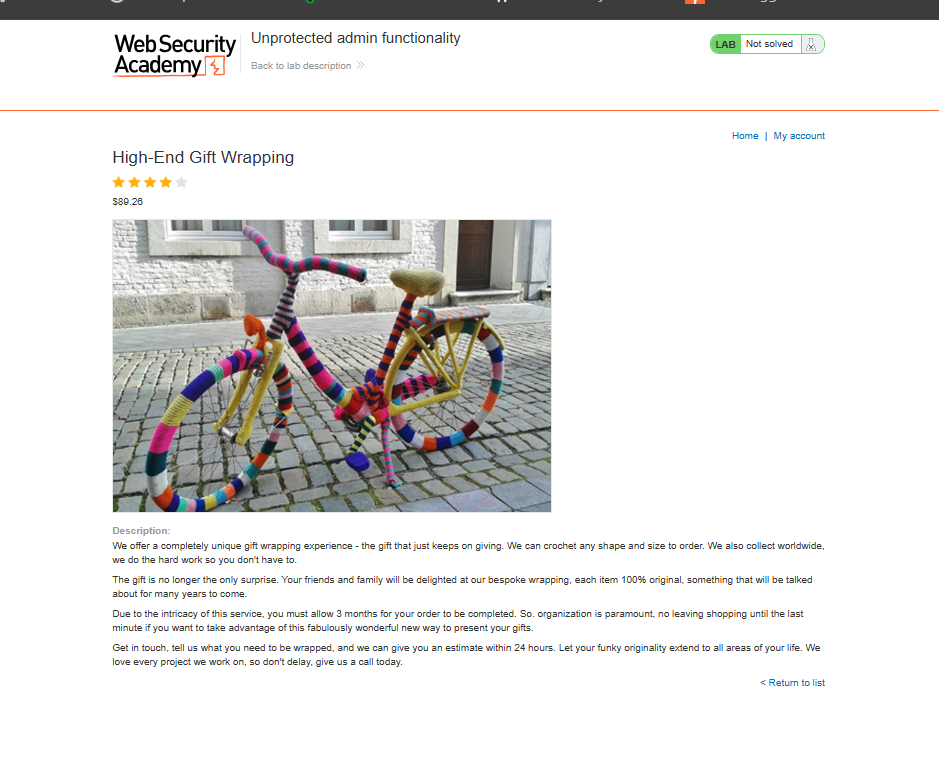 Web Security
Academy
Unprotected admin functionality
Back to lab description
LAB Not solved
Home | My account
High-End Gift Wrapping
$89.26
Description:
We offer a completely unique gift wrapping experience - the gift that just keeps on giving. We can crochet any shape and size to order. We also collect worldwide,
we do the hard work so you don't have to.
The gift is no longer the only surprise. Your friends and family will be delighted at our bespoke wrapping, each item 100% original, something that will be talked
about for many years to come.
Due to the intricacy of this service, you must allow 3 months for your order to be completed. So. organization is paramount, no leaving shopping until the last
minute if you want to take advantage of this fabulously wonderful new way to present your gifts.
Get in touch, tell us what you need to be wrapped, and we can give you an estimate within 24 hours. Let your funky originality extend to all areas of your life. We
love every project we work on, so don't delay, give us a call today.
< Return to list